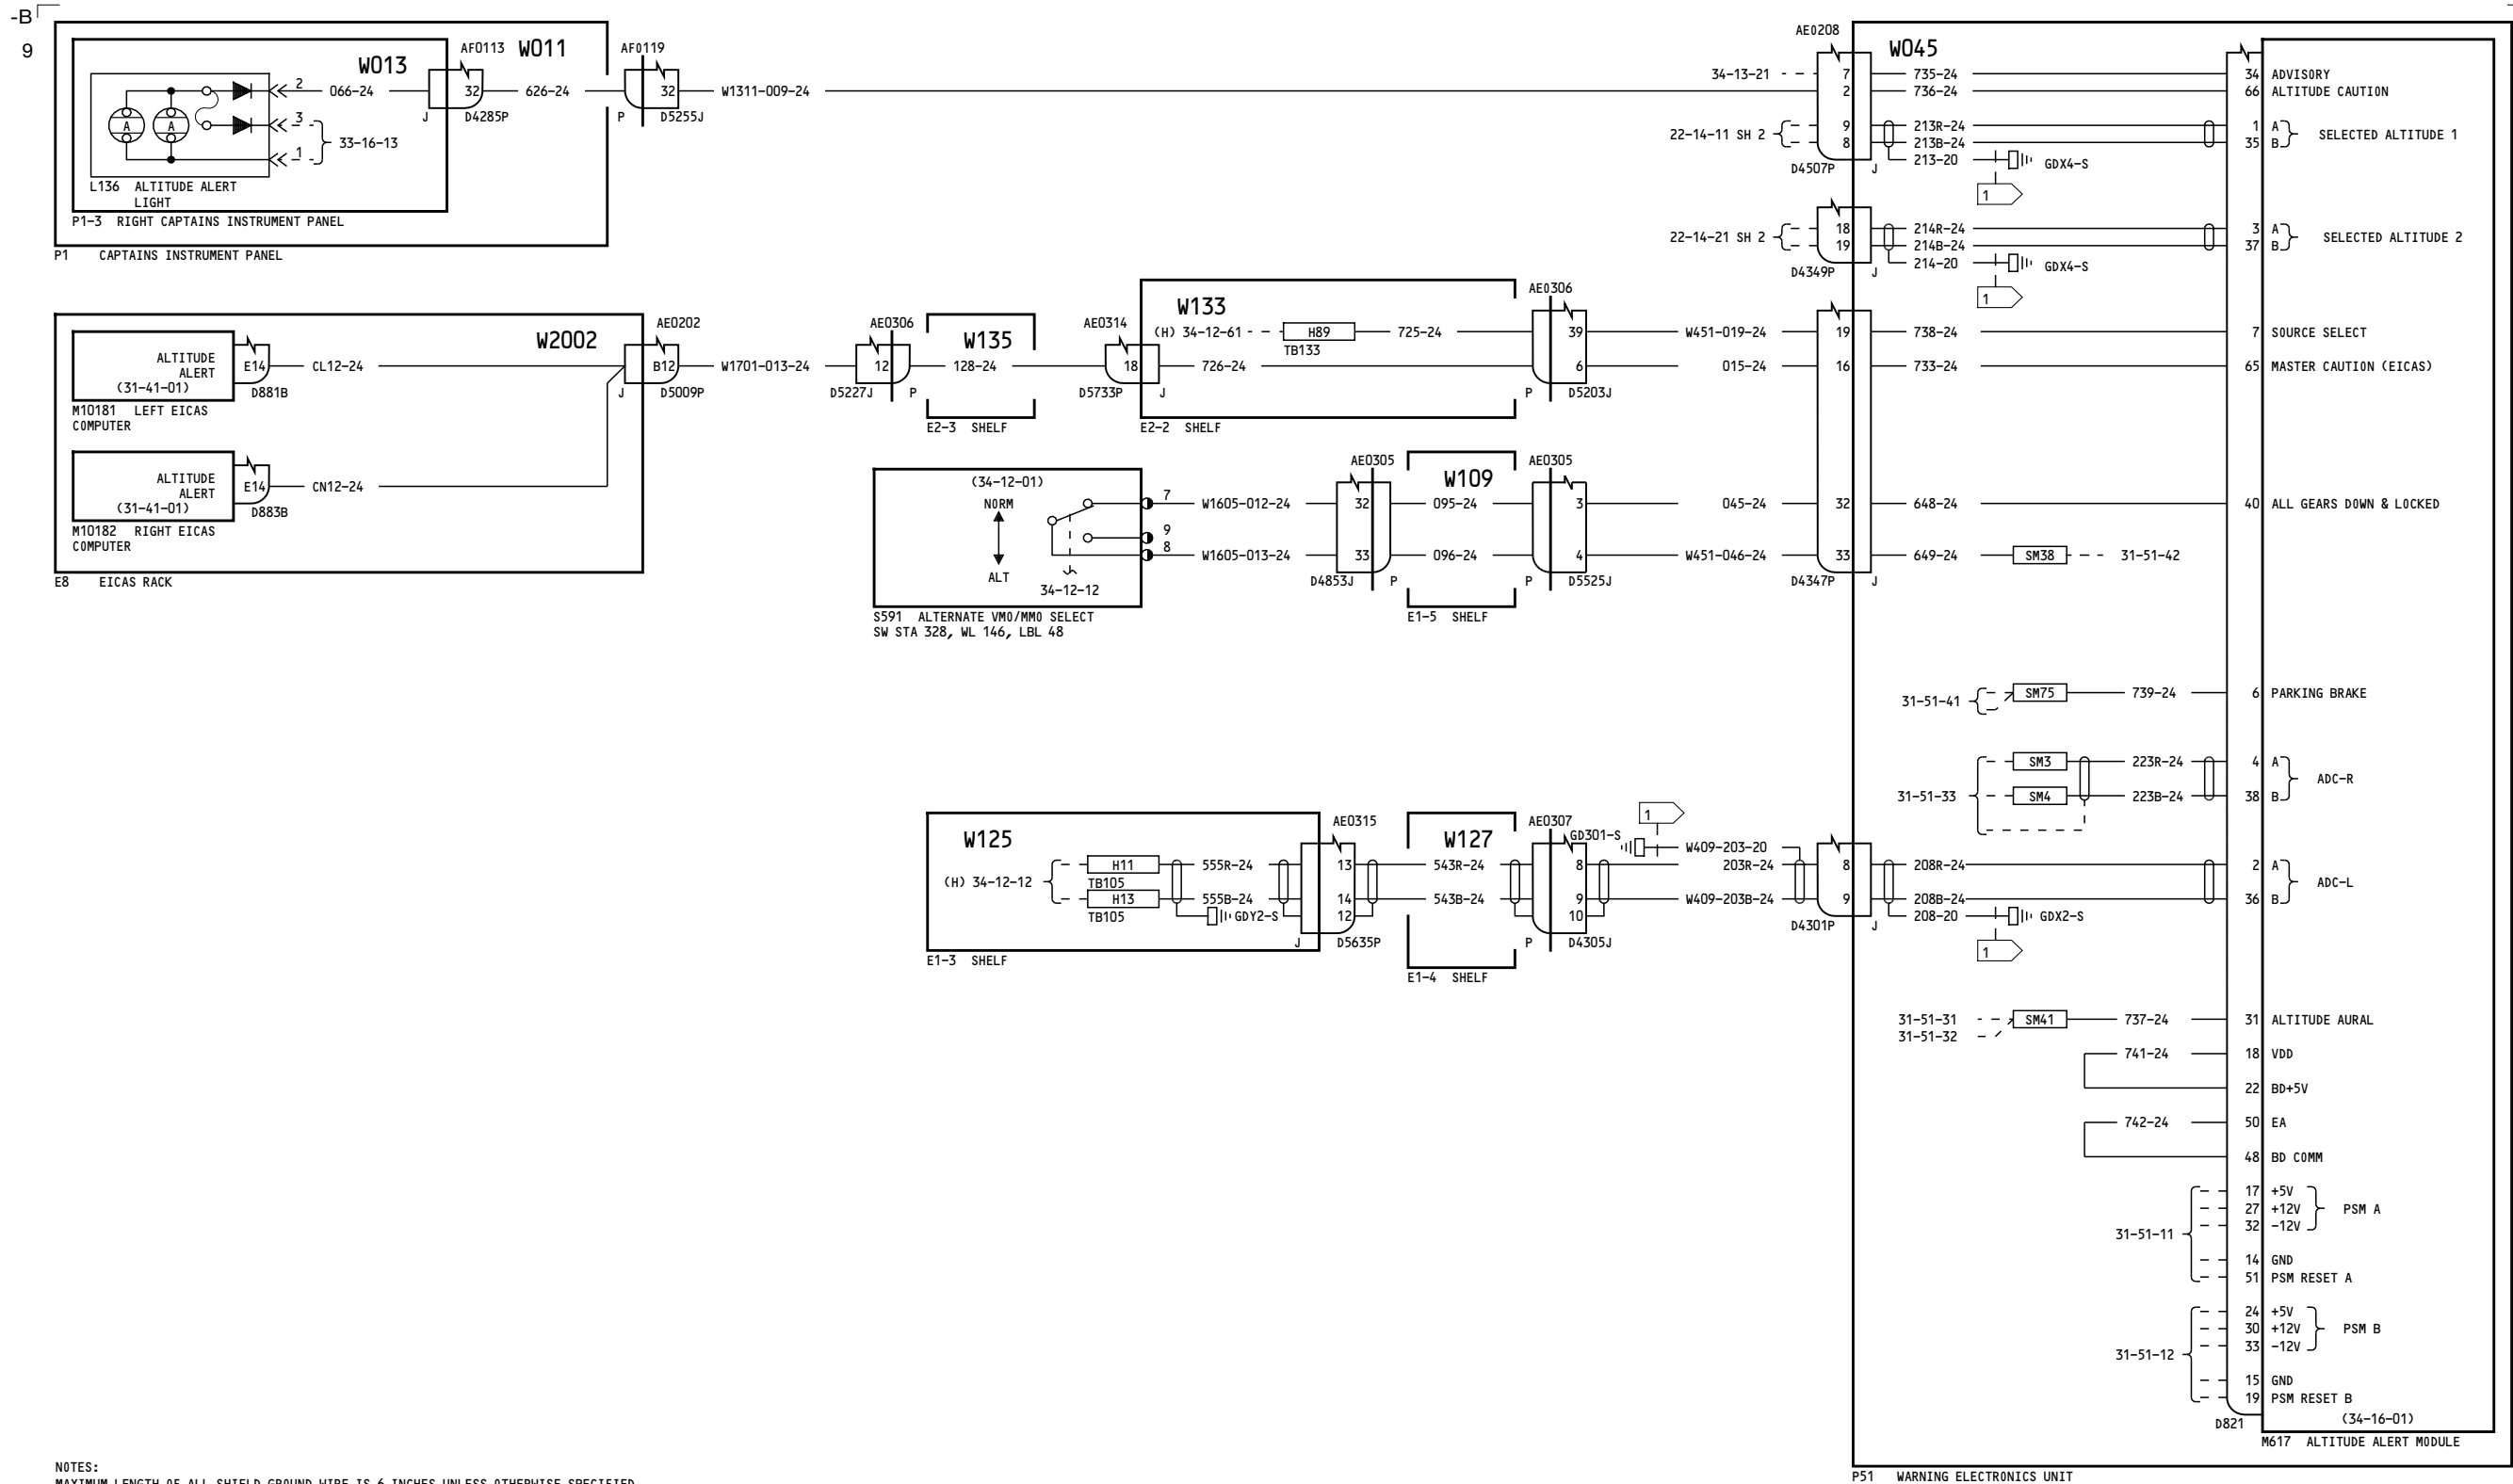 -B
9
W013
AF0113 W011
AF0119
2 066-24
32
626-24
32
W1311-009-24
J D4285P
P D5255J
A A
3
1
33-16-13
L136 ALTITUDE ALERT
LIGHT
P1-3 RIGHT CAPTAINS INSTRUMENT PANEL
P1 CAPTAINS INSTRUMENT PANEL
AE0208
W045
34-13-21
7 735-24
34 ADVISORY
2 736-24
66 ALTITUDE CAUTION
22-14-11 SH 2
9 213R-24
1 A
8 213B-24
35 B
SELECTED ALTITUDE 1
213-20
GDX4-S
D4507P J
1
22-14-21 SH 2
18 214R-24
3 A
19 214B-24
37 B
SELECTED ALTITUDE 2
214-20
GDX4-S
D4349P J
1
W2002
AE0202
ALTITUDE
ALERT
(31-41-01)
E14
CL12-24
D881B
M10181 LEFT EICAS
COMPUTER
B12
W1701-013-24
J D5009P
ALTITUDE
ALERT
(31-41-01)
E14
CN12-24
D883B
M10182 RIGHT EICAS
COMPUTER
E8 EICAS RACK
AE0306
W135
12
128-24
D5227J P
E2-3 SHELF
AE0314
W133
AE0306
(H) 34-12-61
H89
TB133
725-24
39
W451-019-24
19 738-24
7 SOURCE SELECT
18
726-24
6
015-24
16 733-24
65 MASTER CAUTION (EICAS)
D5733P J
P D5203J
E2-2 SHELF
(34-12-01)
NORM
ALT
34-12-12
7
9
8
W1605-012-24
W1605-013-24
S591 ALTERNATE VMO/MMO SELECT
SW STA 328, WL 146, LBL 48
AE0305
W109
AE0305
32
095-24
3
045-24
32 648-24
40 ALL GEARS DOWN & LOCKED
33
096-24
4
W451-046-24
33 649-24
SM38
31-51-42
D4853J P
P D5525J
D4347P J
E1-5 SHELF
31-51-41
SM75
739-24
6 PARKING BRAKE
31-51-33
SM3
223R-24
4 A
SM4
223B-24
38 B
ADC-R
W125
AE0315
(H) 34-12-12
H11
TB105
555R-24
13
H13
TB105
555B-24
14
12
GDY2-S
J D5635P
E1-3 SHELF
W127
AE0307
543R-24
8
543B-24
9
10
P D4305J
E1-4 SHELF
1
GD301-S
W409-203-20
203R-24
W409-203B-24
8 208R-24
2 A
9 208B-24
36 B
ADC-L
208-20
GDX2-S
D4301P J
1
31-51-31
31-51-32
SM41
737-24
31 ALTITUDE AURAL
741-24
18 VDD
22 BD+5V
742-24
50 EA
48 BD COMM
31-51-11
17 +5V
27 +12V
32 -12V
PSM A
14 GND
51 PSM RESET A
31-51-12
24 +5V
30 +12V
33 -12V
PSM B
15 GND
19 PSM RESET B
D821
(34-16-01)
M617 ALTITUDE ALERT MODULE
P51 WARNING ELECTRONICS UNIT
NOTES:
MAXIMUM LENGTH OF ALL SHIELD GROUND WIRE IS 6 INCHES UNLESS OTHERWISE SPECIFIED